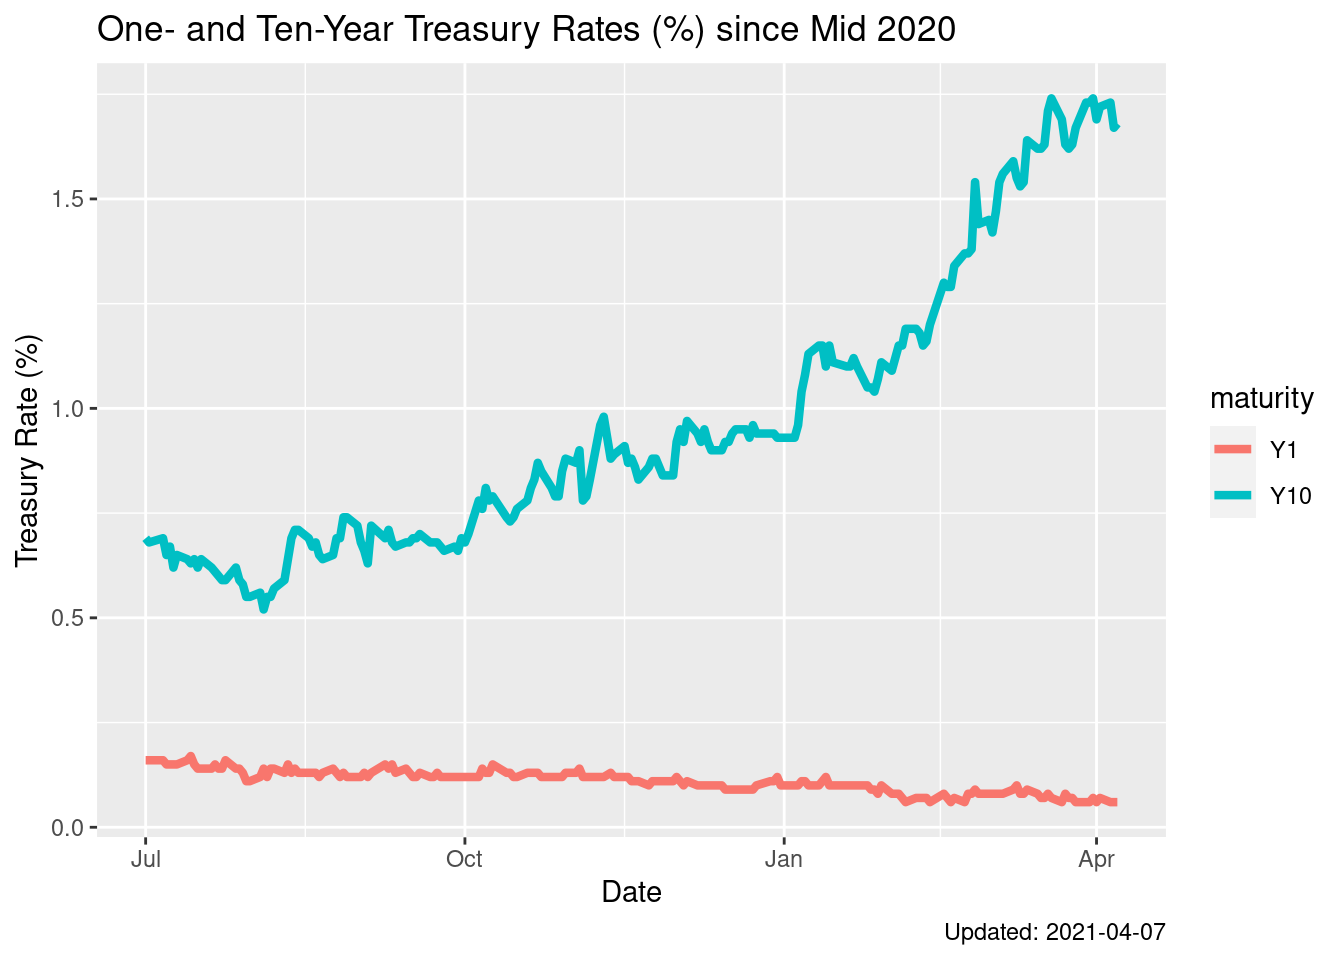 One- and Ten-Year Treasury Rates (%) since Mid 2020
Treasury Rate (%)
1.5
1.0
0.5
0.0
Jul
Oct
Jan
Apr
Date
maturity
Y1
Y10
Updated: 2021-04-07